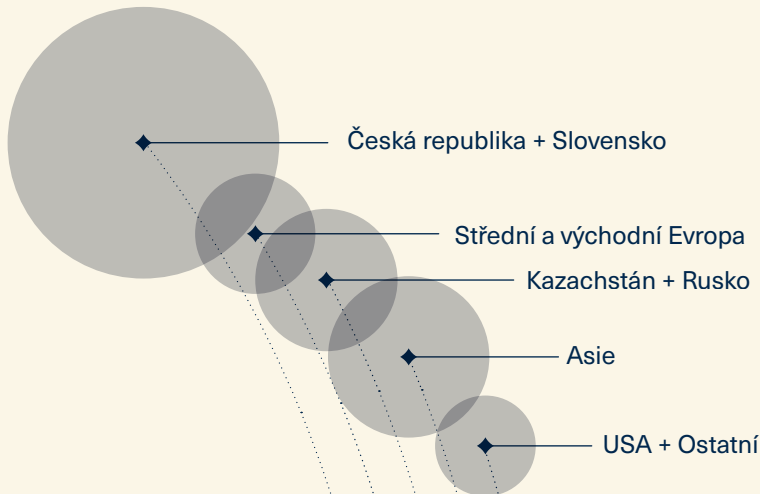 Česká republika + Slovensko
Střední a východní Evropa
Kazachstán + Rusko
Asie
USA + Ostatní